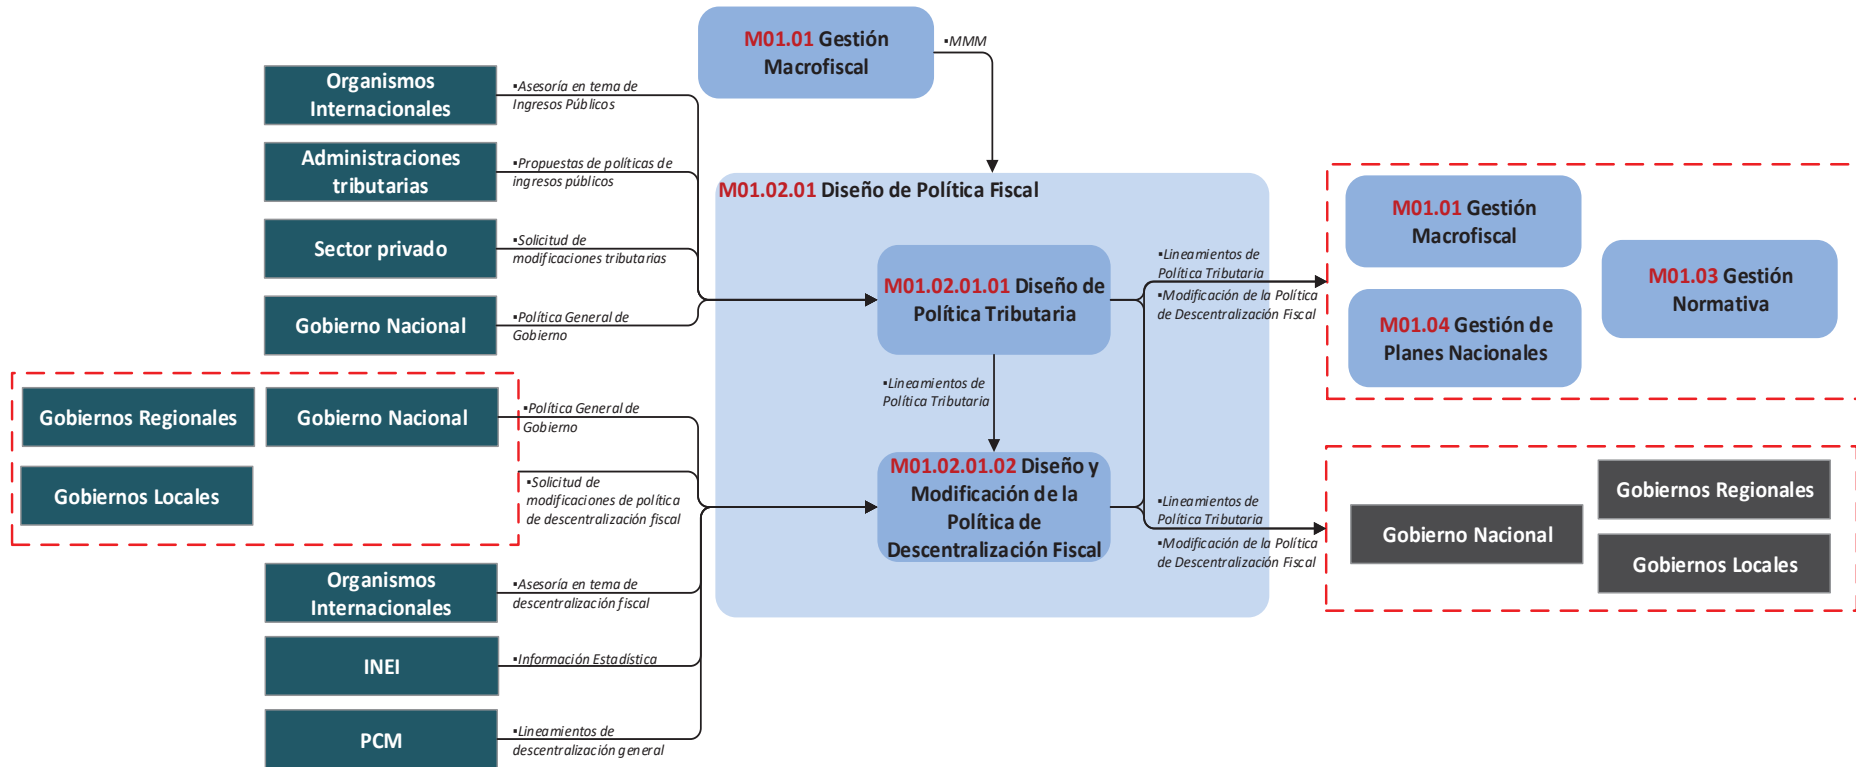 M01.01 Gestión
Macrofiscal
▪MMM
Organismos
Internacionales
▪Asesoría en tema de
Ingresos Públicos
Administraciones
tributarias
▪Propuestas de políticas de
ingresos públicos
Sector privado
▪Solicitud de
modificaciones tributarias
Gobierno Nacional
▪Política General de
Gobierno
Gobiernos Regionales
Gobierno Nacional
▪Política General de
Gobierno
Gobiernos Locales
▪Solicitud de
modificaciones de política
de descentralización fiscal
Organismos
Internacionales
▪Asesoría en tema de
descentralización fiscal
INEI
▪Información Estadística
PCM
▪Lineamientos de
descentralización general
M01.02.01 Diseño de Política Fiscal
M01.02.01.01 Diseño de
Política Tributaria
▪Lineamientos de
Política Tributaria
M01.02.01.02 Diseño y
Modificación de la
Política de
Descentralización Fiscal
▪Lineamientos de
Política Tributaria
▪Modificación de la Política
de Descentralización Fiscal
▪Lineamientos de
Política Tributaria
▪Modificación de la Política
de Descentralización Fiscal
M01.01 Gestión
Macrofiscal
M01.03 Gestión
Normativa
M01.04 Gestión de
Planes Nacionales
Gobiernos Regionales
Gobierno Nacional
Gobiernos Locales